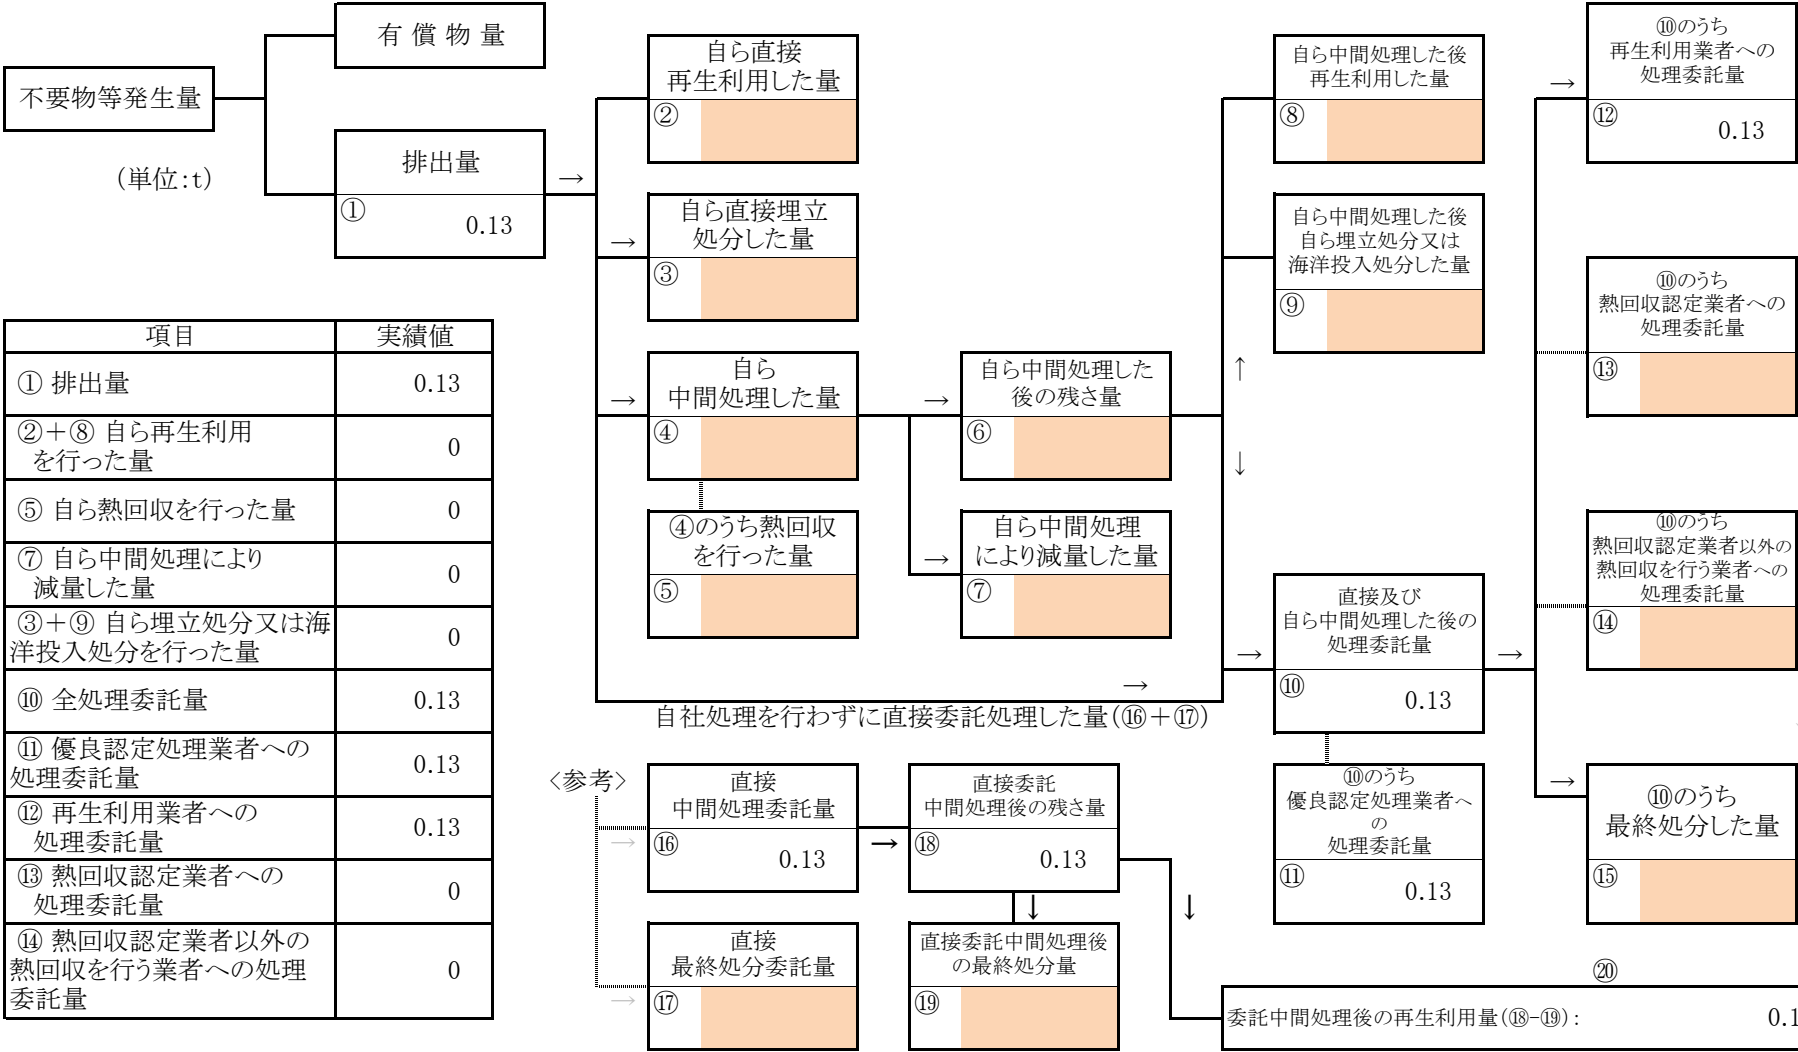 有 償 物 量
不要物等発生量
（単位：t）
排出量
→
①
0.13
自ら直接
再生利用した量
②
→
自ら直接埋立
処分した量
③
→
自ら
中間処理した量
④
④のうち熱回収
を行った量
⑤
→
自ら中間処理した
後の残さ量
⑥
→
自ら中間処理
により減量した量
⑦
自ら中間処理した後
再生利用した量
⑧
自ら中間処理した後
自ら埋立処分又は
海洋投入処分した量
⑨
↑
↓
→
直接及び
自ら中間処理した後の
処理委託量
⑩
0.13
→
⑩のうち
優良認定処理業者へ
の
処理委託量
⑪
0.13
→
⑩のうち
再生利用業者への
処理委託量
⑫
0.13
⑩のうち
熱回収認定業者への
処理委託量
⑬
⑩のうち
熱回収認定業者以外の
熱回収を行う業者への
処理委託量
⑭
→
⑩のうち
最終処分した量
⑮
→
自社処理を行わずに直接委託処理した量（⑯＋⑰）
項目 実績値
① 排出量 0.13
②＋⑧ 自ら再生利用
を行った量 0
⑤ 自ら熱回収を行った量 0
⑦ 自ら中間処理により
減量した量 0
③＋⑨ 自ら埋立処分又は海
洋投入処分を行った量 0
⑩ 全処理委託量 0.13
⑪ 優良認定処理業者への
処理委託量 0.13
⑫ 再生利用業者への
処理委託量 0.13
⑬ 熱回収認定業者への
処理委託量 0
⑭ 熱回収認定業者以外の
熱回収を行う業者への処理
委託量 0
〈参考〉
→
直接
中間処理委託量
⑯
0.13
→
直接委託
中間処理後の残さ量
⑱
0.13
↓
↓
→
直接
最終処分委託量
⑰
直接委託中間処理後
の最終処分量
⑲
⑳
委託中間処理後の再生利用量（⑱−⑲）：